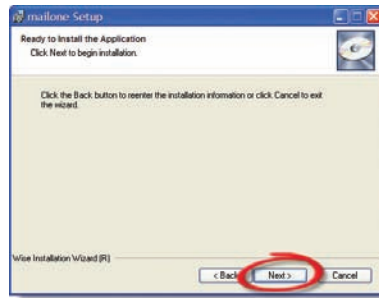 mailone Setup
Ready to Install the Application
Click Next to begin installation.
Click the Back button to reenter the installation information or click Cancel to exit
the wizard.
Wise Installation Wizard (R)
< Back
Next >
Cancel